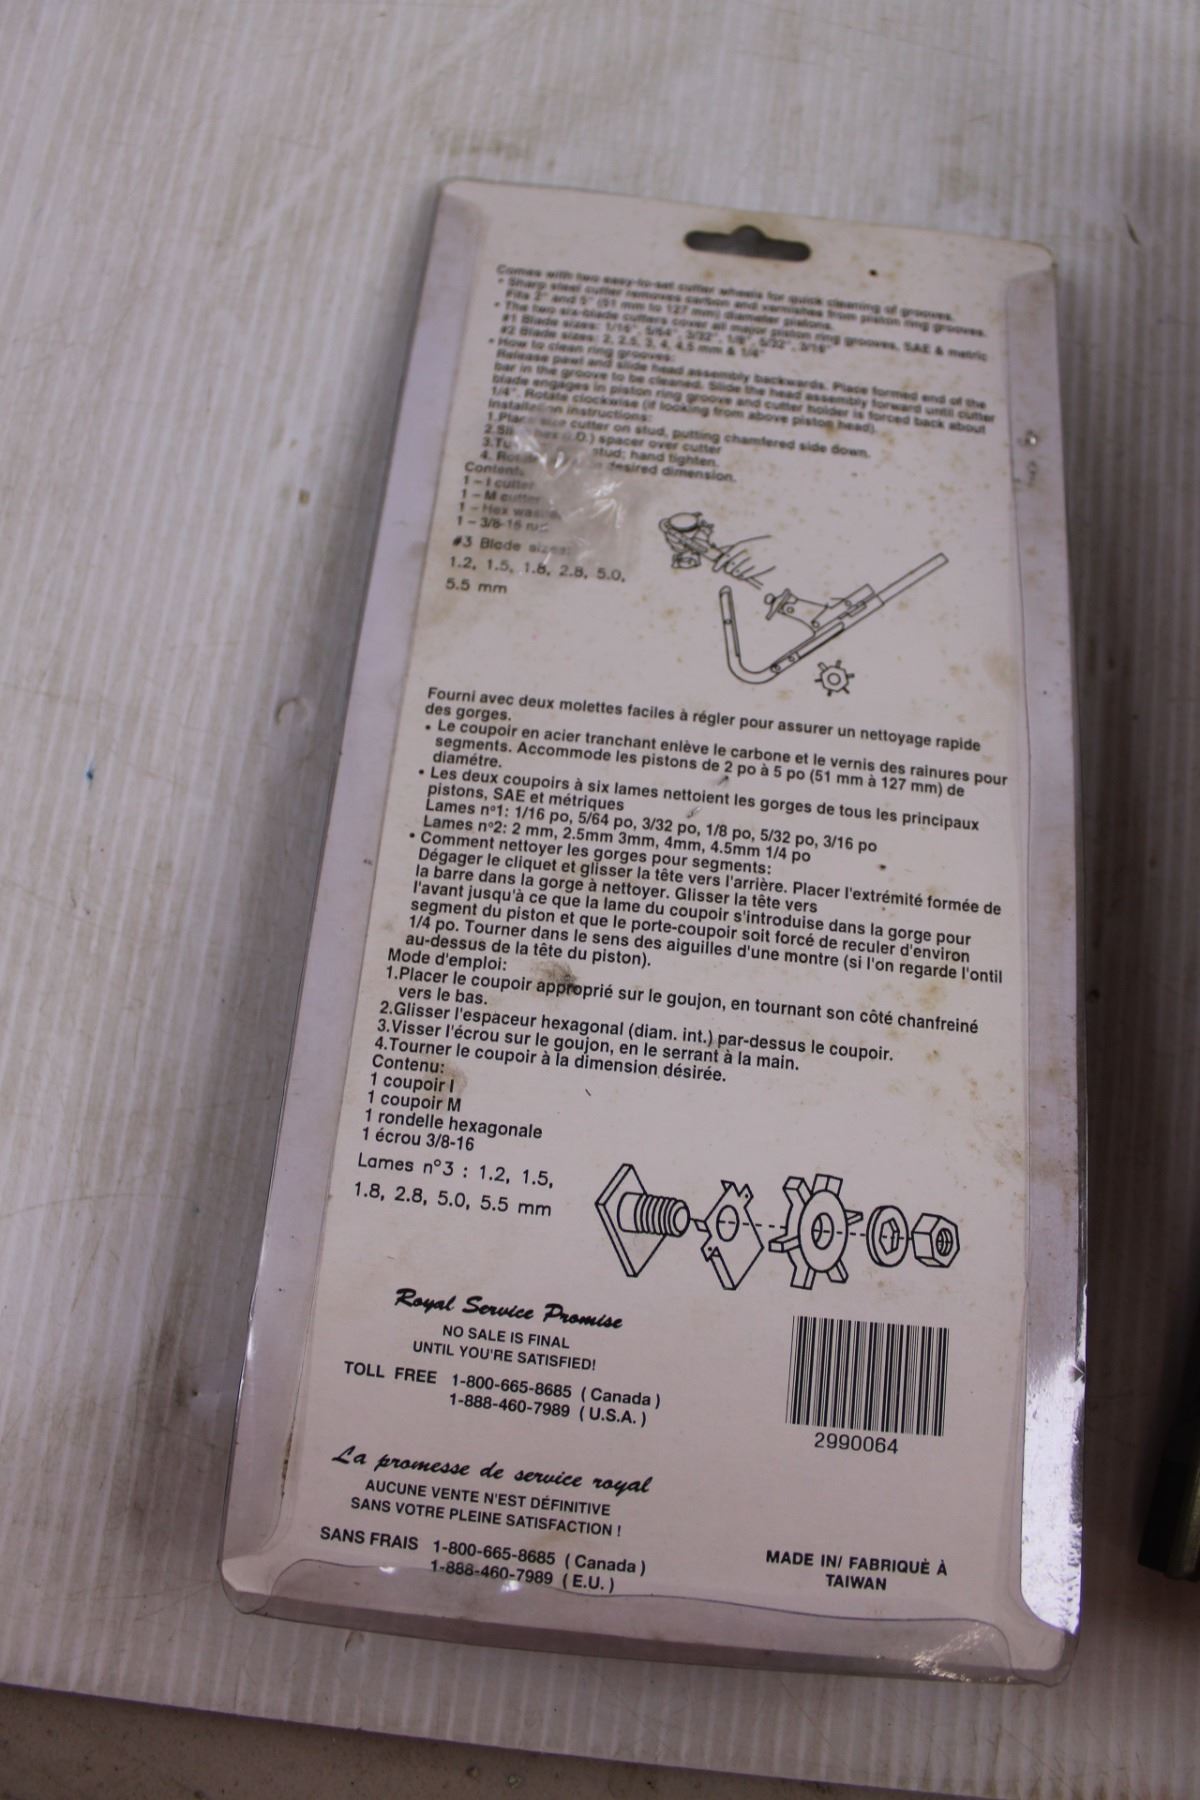 Comes with two easy-to-set cutter wheels for quick cleaning of grooves.
• Sharp steel cutter removes carbon and varnishes from piston ring grooves.
Fits 2" and 5" (51 mm to 127 mm) diameter pistons.
• The two six-blade cutters cover all major piston ring grooves, SAE & metric
#1 Blade sizes: 1/16", 5/64", 3/32", 1/8", 5/32", 3/16"
#2 Blade sizes: 2, 2.5, 3, 4, 4.5 mm & 1/4"
• How to clean ring grooves:
Release pawl and slide head assembly backwards. Place formed end of the
bar in the groove to be cleaned. Slide the head assembly forward until cutter
blade engages in piston ring groove and cutter holder is forced back about
1/4". Rotate clockwise (if looking from above piston head).
Installation instructions:
1.Place cutter on stud, putting chamfered side down.
2. spacer over cutter
3. stud; hand tighten.
4. desired dimension.
Contents
1 – I cutter
1 – M cutter
1 – Hex
1 – 3/8-16
#3 Blade sizes:
1.2, 1.5, 1.8, 2.8, 5.0,
5.5 mm
Fourni avec deux molettes faciles à régler pour assurer un nettoyage rapide
des gorges.
• Le coupoir en acier tranchant enlève le carbone et le vernis des rainures pour
segments. Accommode les pistons de 2 po à 5 po (51 mm à 127 mm) de
diamétre.
• Les deux coupoirs à six lames nettoient les gorges de tous les principaux
pistons, SAE et métriques
Lames nº1: 1/16 po, 5/64 po, 3/32 po, 1/8 po, 5/32 po, 3/16 po
Lames nº2: 2 mm, 2.5mm 3mm, 4mm, 4.5mm 1/4 po
• Comment nettoyer les gorges pour segments:
Dégager le cliquet et glisser la tête vers l'arrière. Placer l'extrémité formée de
la barre dans la gorge à nettoyer. Glisser la tête vers
l'avant jusqu'à ce que la lame du coupoir s'introduise dans la gorge pour
segment du piston et que le porte-coupoir soit forcé de reculer d'environ
1/4 po. Tourner dans le sens des aiguilles d'une montre (si l'on regarde l'ontil
au-dessus de la tête du piston).
Mode d'emploi:
1.Placer le coupoir approprié sur le goujon, en tournant son côté chanfreiné
vers le bas.
2.Glisser l'espaceur hexagonal (diam. int.) par-dessus le coupoir.
3.Visser l'écrou sur le goujon, en le serrant à la main.
4.Tourner le coupoir à la dimension désirée.
Contenu:
1 coupoir I
1 coupoir M
1 rondelle hexagonale
1 écrou 3/8-16
Lames nº3 : 1.2, 1.5,
1.8, 2.8, 5.0, 5.5 mm
Royal Service Promise
NO SALE IS FINAL
UNTIL YOU'RE SATISFIED!
TOLL FREE 1-800-665-8685 ( Canada )
1-888-460-7989 ( U.S.A. )
2990064
La promesse de service royal
AUCUNE VENTE N'EST DÉFINITIVE
SANS VOTRE PLEINE SATISFACTION !
SANS FRAIS 1-800-665-8685 ( Canada )
1-888-460-7989 ( E.U. )
MADE IN/ FABRIQUÈ À
TAIWAN